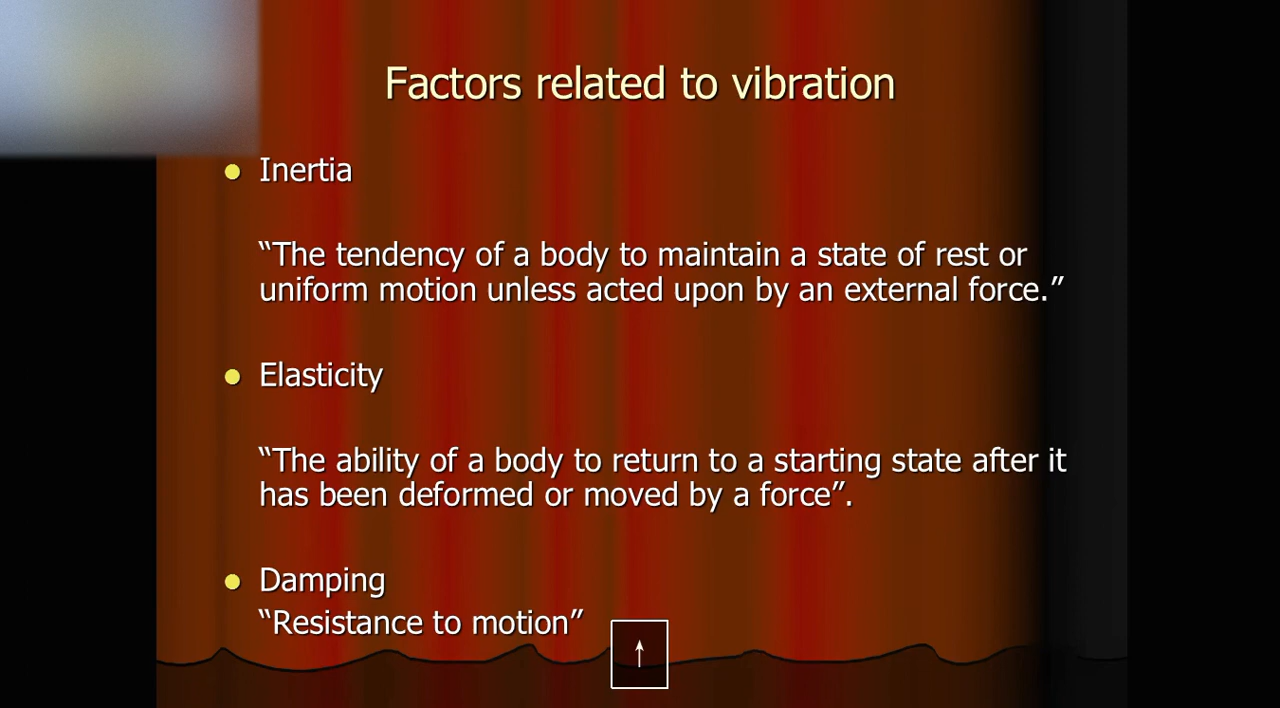 Factors related to vibration
Inertia
“The tendency of a body to maintain a state of rest or
uniform motion unless acted upon by an external force.”
Elasticity
“The ability of a body to return to a starting state after it
has been deformed or moved by a force”.
Damping
“Resistance to motion”